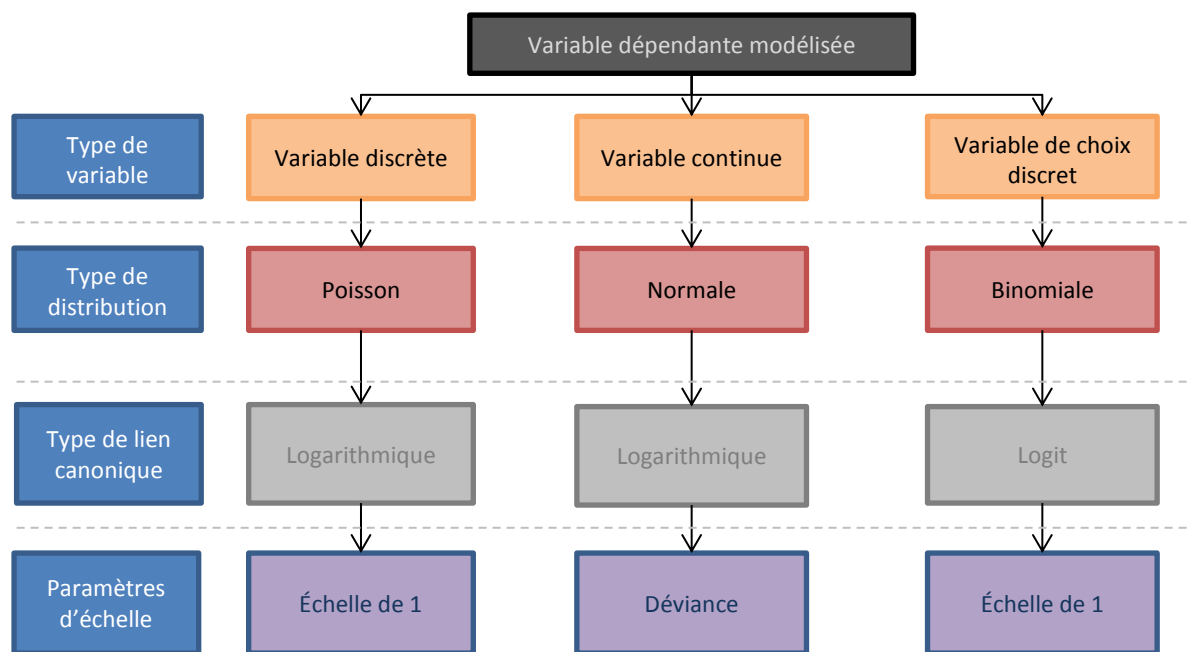 Variable dépendante modélisée
Type de
variable
Variable discrète
Variable continue
Variable de choix
discret
Type de
distribution
Poisson
Normale
Binomiale
Type de lien
canonique
Logarithmique
Logarithmique
Logit
Paramètres
d’échelle
Échelle de 1
Déviance
Échelle de 1